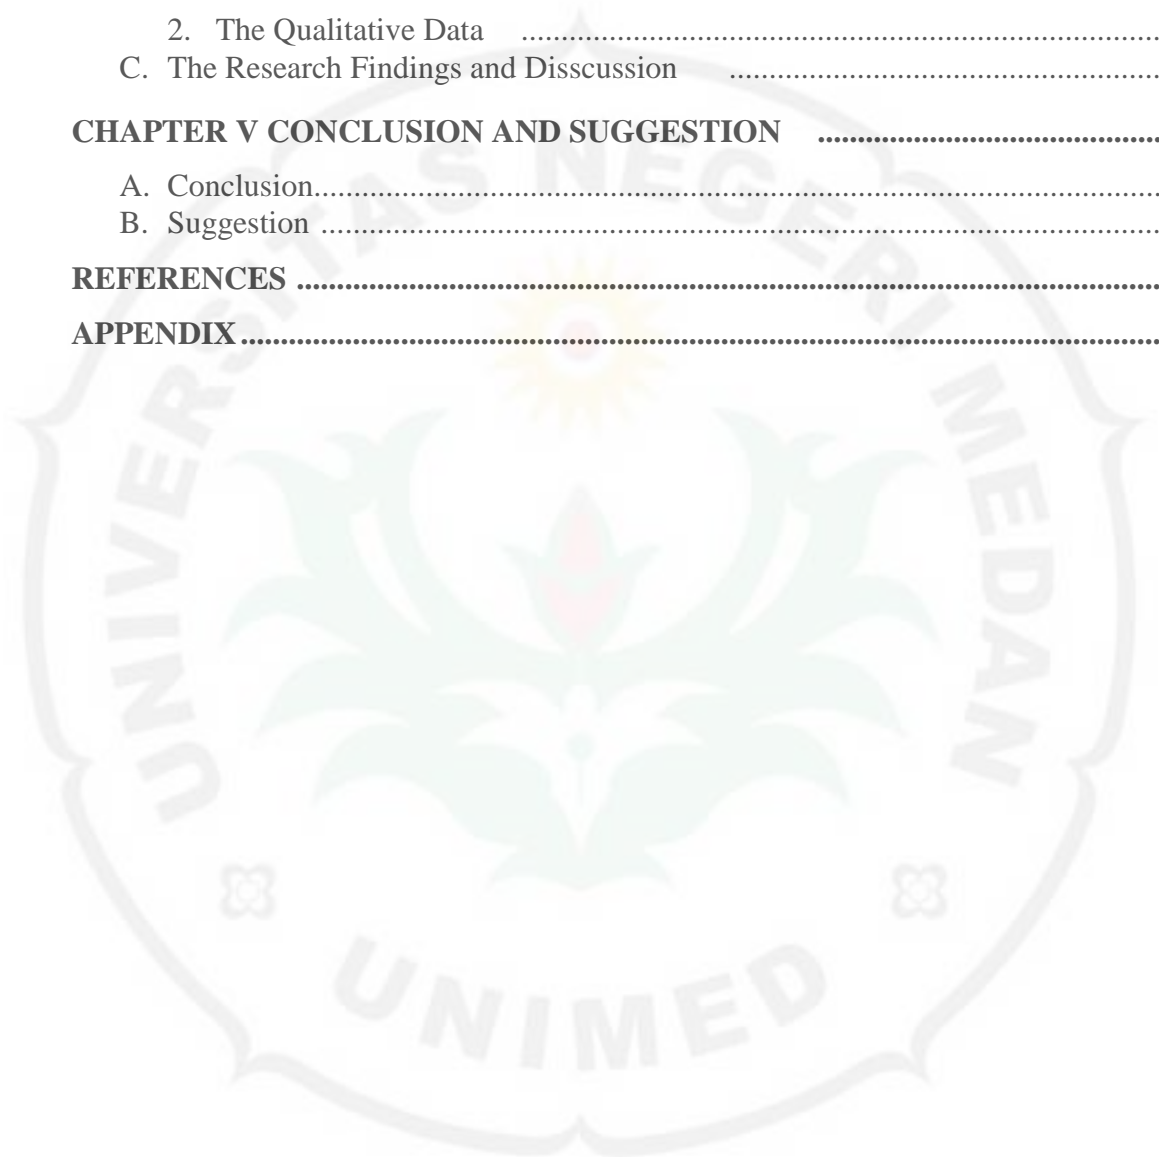 2. The Qualitative Data ................................................................................
C. The Research Findings and Disscussion ......................................................
CHAPTER V CONCLUSION AND SUGGESTION ...........................................
A. Conclusion.........................................................................................................
B. Suggestion ........................................................................................................
REFERENCES .........................................................................................................
APPENDIX................................................................................................................
UNIVERSITAS NEGERI MEDAN
UNIMED